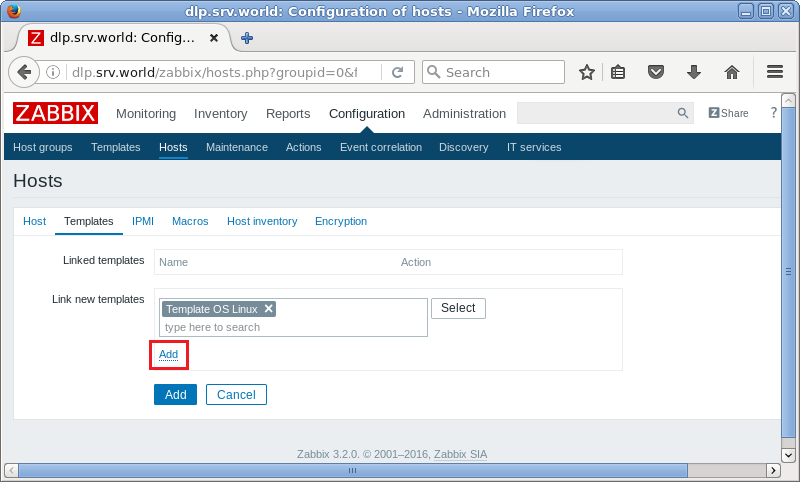 dlp.srv.world: Configuration of hosts - Mozilla Firefox
dlp.srv.world: Config...
dlp.srv.world/zabbix/hosts.php?groupid=0&f
Search
ZABBIX Monitoring Inventory Reports Configuration Administration Z Share ?
Host groups Templates Hosts Maintenance Actions Event correlation Discovery IT services
Hosts
Host Templates IPMI Macros Host inventory Encryption
Linked templates Name Action
Link new templates Template OS Linux Select
type here to search
Add
Add Cancel
Zabbix 3.2.0. © 2001–2016, Zabbix SIA